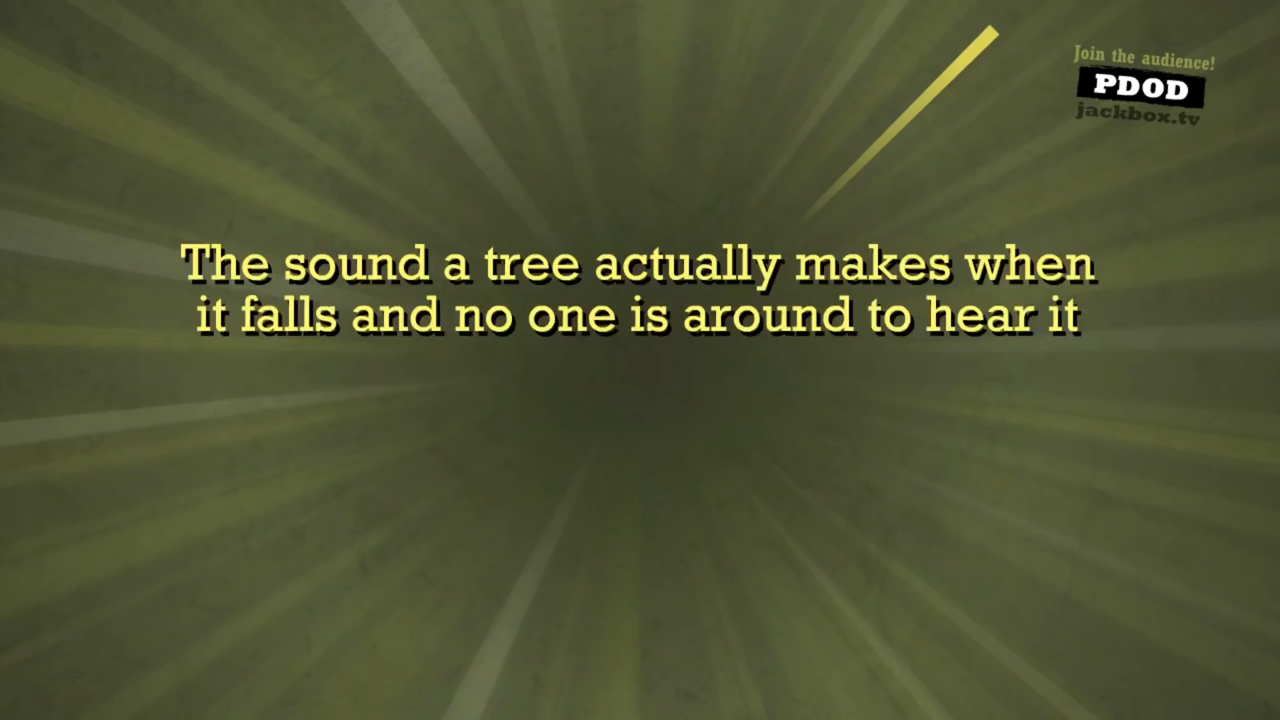 Join the audience!
PDOD
jackbox.tv
The sound a tree actually makes when
it falls and no one is around to hear it